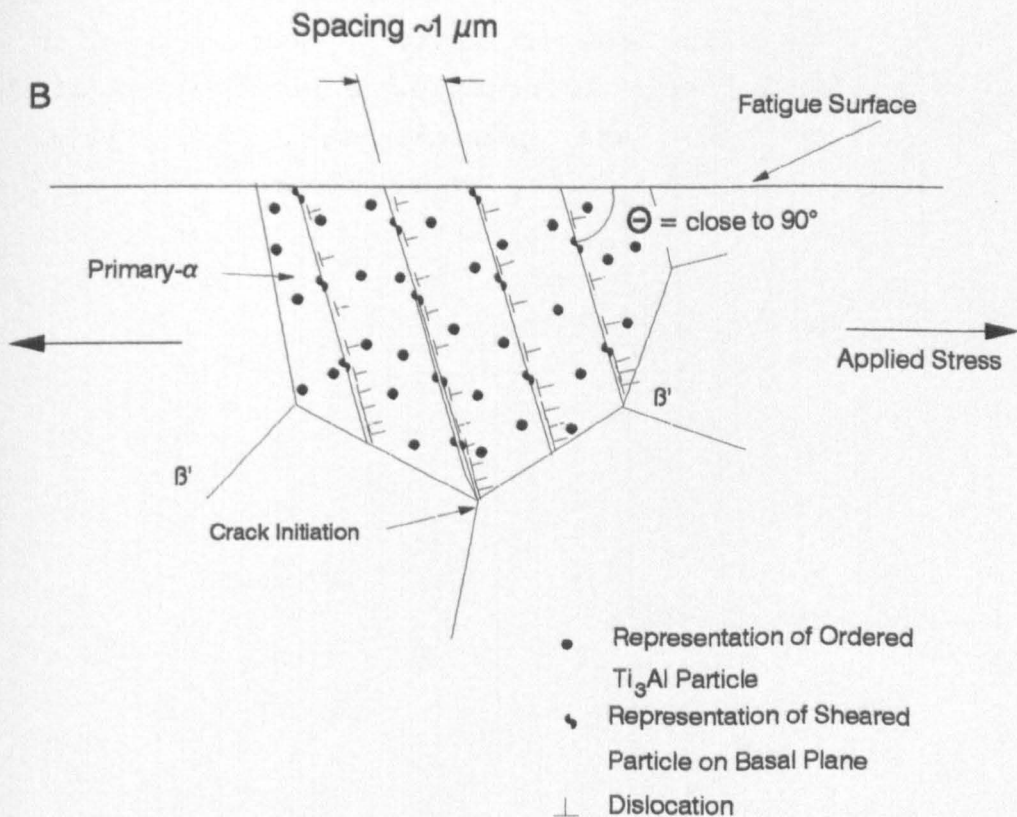 Spacing ~1 μm
B
Fatigue Surface
Θ = close to 90°
Primary-α
Applied Stress
β'
β'
Crack Initiation
Representation of Ordered
Ti₃Al Particle
Representation of Sheared
Particle on Basal Plane
Dislocation